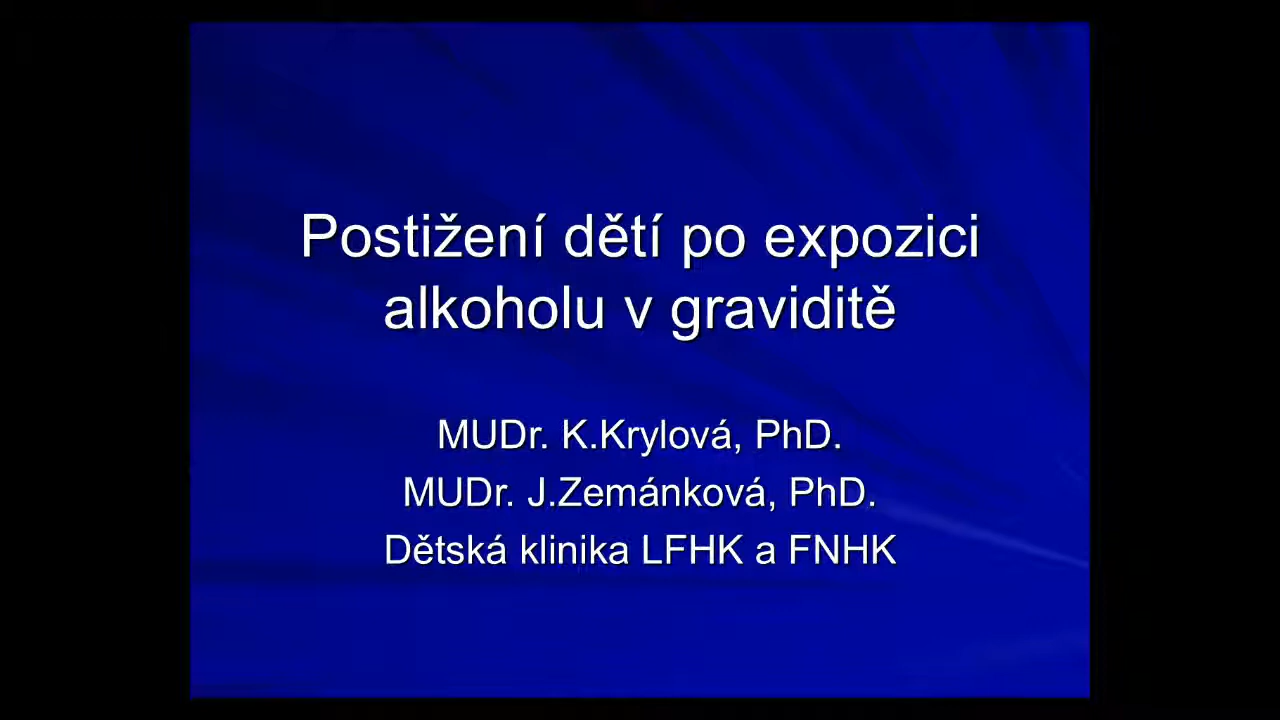 Postižení dětí po expozici
alkoholu v graviditě
MUDr. K.Krylová, PhD.
MUDr. J.Zemánková, PhD.
Dětská klinika LFHK a FNHK